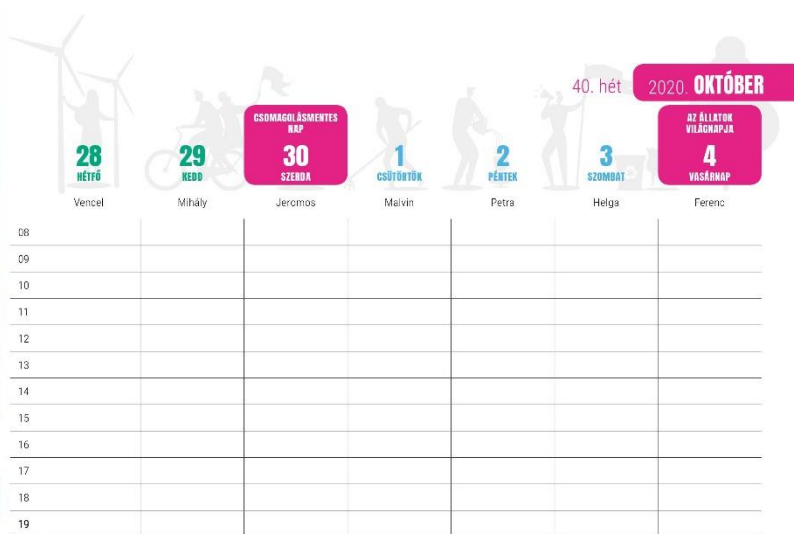 40. hét
2020. OKTÓBER
28
HÉTFŐ
29
KEDD
CSOMAGOLÁSMENTES
NAP
30
SZERDA
1
CSÜTÖRTÖK
2
PÉNTEK
3
SZOMBAT
AZ ÁLLATOK
VILÁGNAPJA
4
VASÁRNAP
Vencel
Mihály
Jeromos
Malvin
Petra
Helga
Ferenc
08
09
10
11
12
13
14
15
16
17
18
19